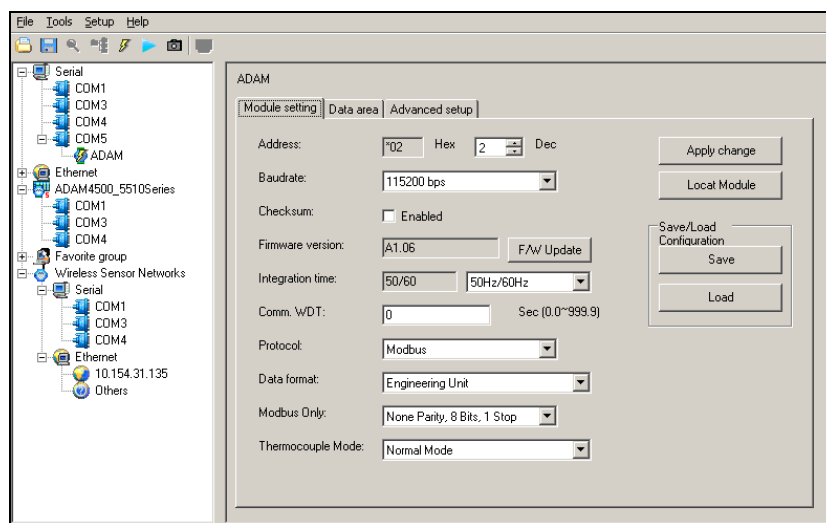 File Tools Setup Help
Serial
COM1
COM3
COM4
COM5
ADAM
Ethernet
ADAM4500_5510Series
COM1
COM3
COM4
Favorite group
Wireless Sensor Networks
Serial
COM1
COM3
COM4
Ethernet
10.154.31.135
Others
ADAM
Module setting Data area Advanced setup
Address: *02 Hex 2 Dec
Baudrate: 115200 bps
Checksum: Enabled
Firmware version: A1.06 F/W Update
Integration time: 50/60 50Hz/60Hz
Comm. WDT: 0 Sec (0.0~999.9)
Protocol: Modbus
Data format: Engineering Unit
Modbus Only: None Parity, 8 Bits, 1 Stop
Thermocouple Mode: Normal Mode
Apply change
Locat Module
Save/Load
Configuration
Save
Load